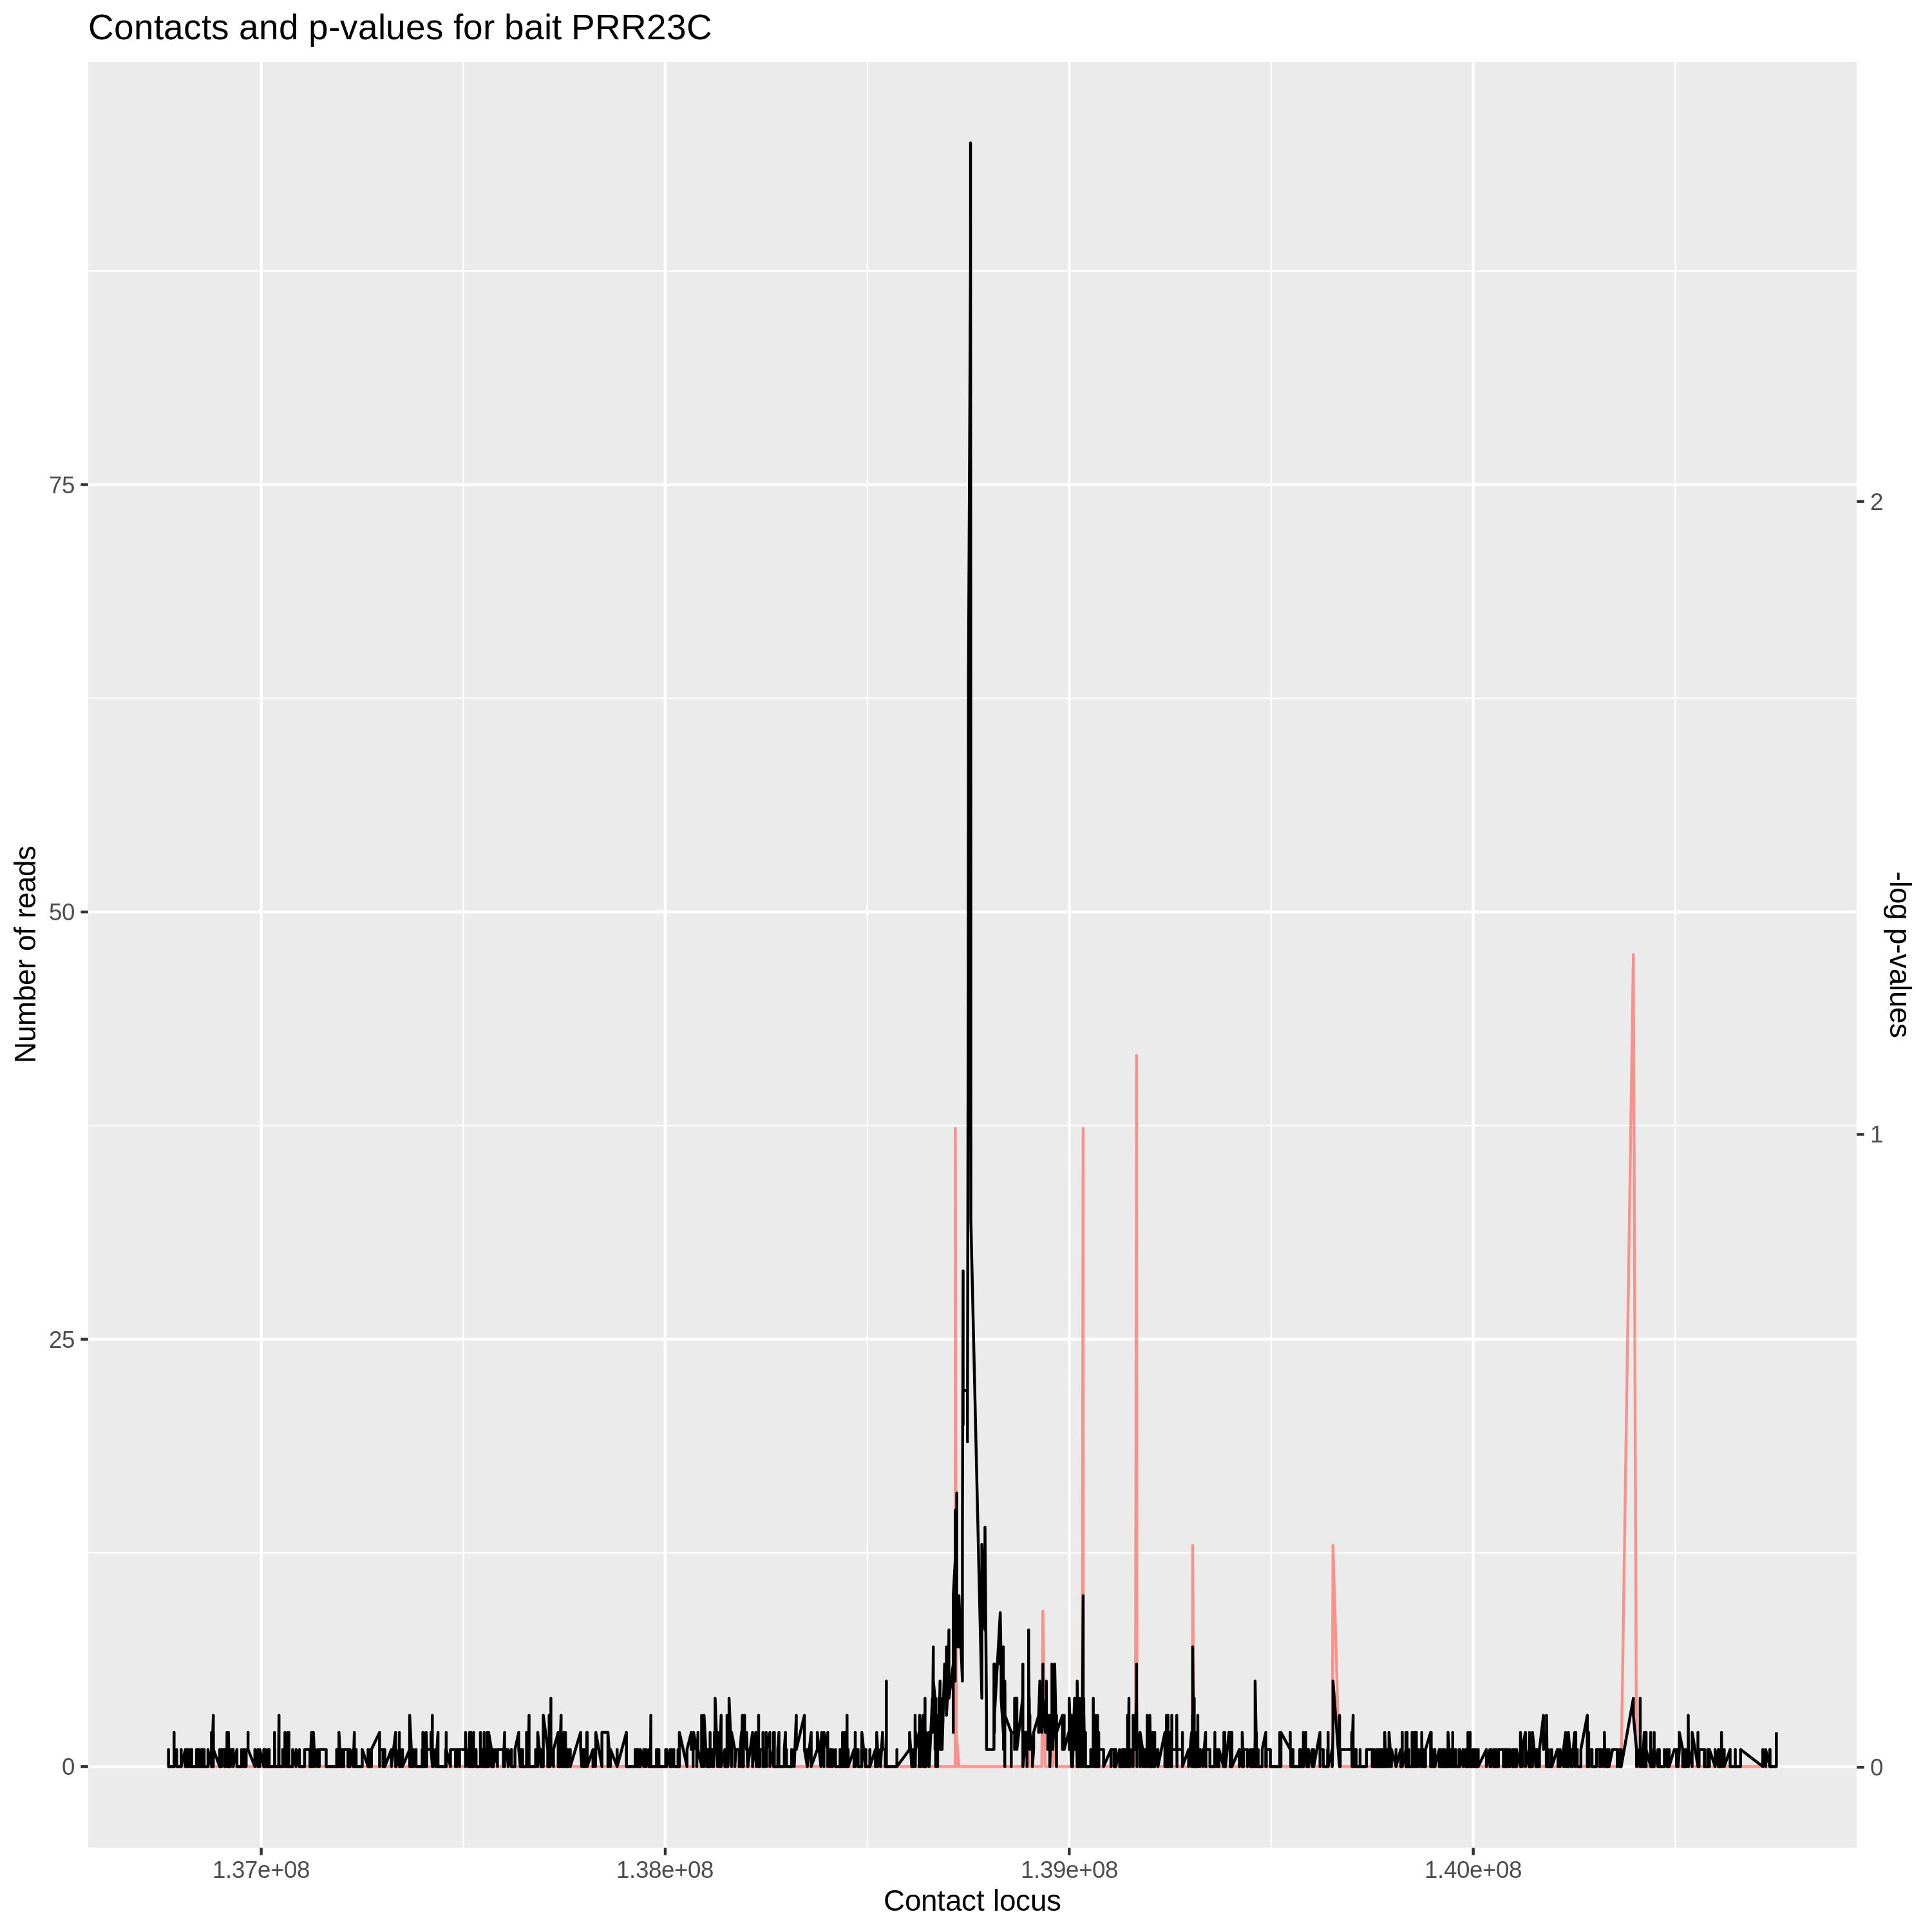 Contacts and p-values for bait PRR23C
75
50
25
0
Number of reads
2
1
0
-log p-values
1.37e+08
1.38e+08
1.39e+08
1.40e+08
Contact locus